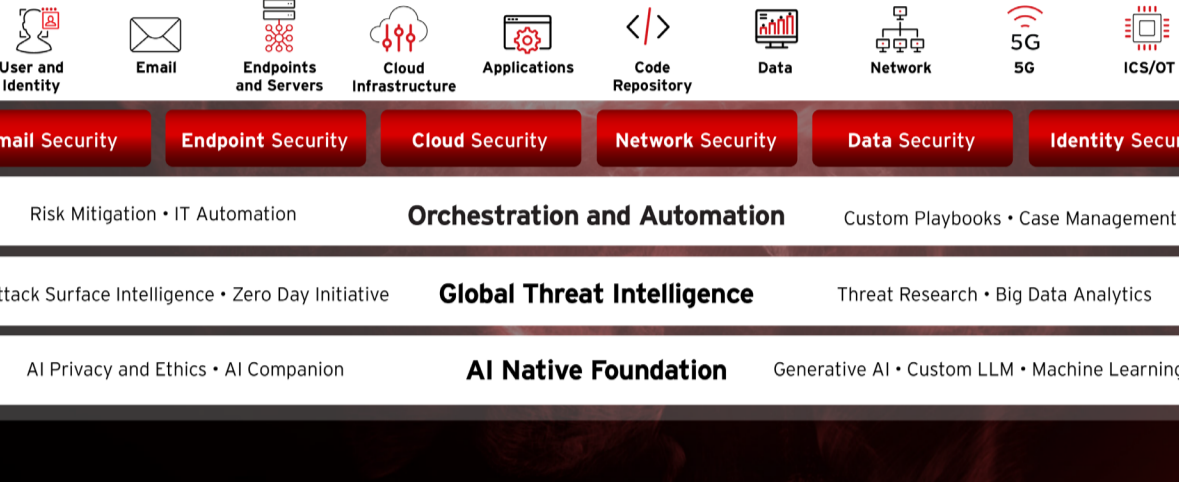 5G
User and
Identity
Email
Endpoints
and Servers
Cloud
Infrastructure
Applications
Code
Repository
Data
Network
5G
ICS/OT
Security
Endpoint Security
Cloud Security
Network Security
Data Security
Identity
Risk Mitigation • IT Automation
Orchestration and Automation
Custom Playbooks • Case Management
Surface Intelligence • Zero Day Initiative
Global Threat Intelligence
Threat Research • Big Data Analytics
AI Privacy and Ethics • AI Companion
AI Native Foundation
Generative AI • Custom LLM • Machine Learning